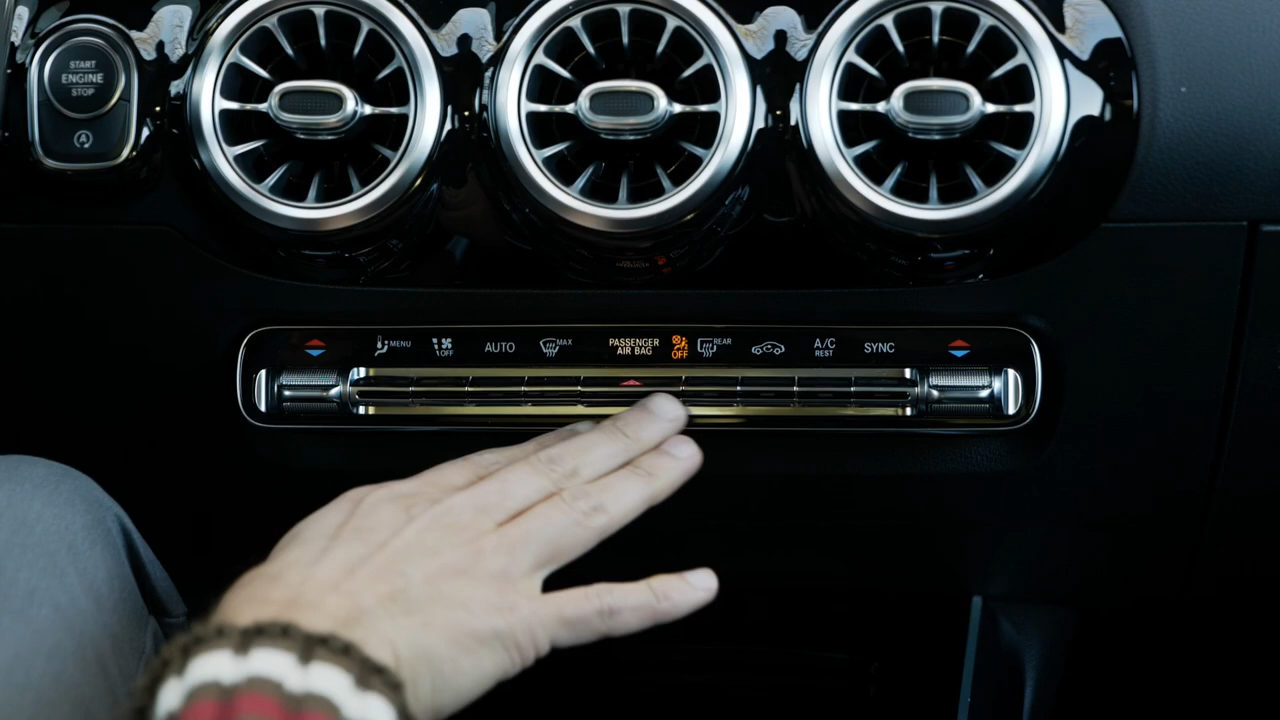 START
ENGINE
STOP
A
MENU
OFF
AUTO
MAX
PASSENGER
AIR BAG
OFF
REAR
A/C
REST
SYNC